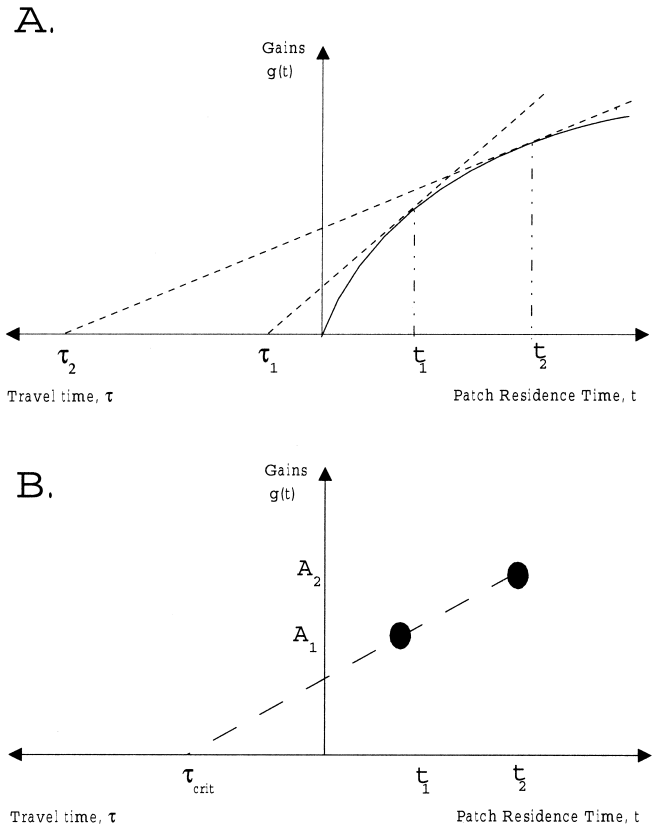 A.
Gains
g(t)
τ2 τ1 t1 t2
Travel time, τ Patch Residence Time, t
B.
Gains
g(t)
A2
A1
τcrit t1 t2
Travel time, τ Patch Residence Time, t